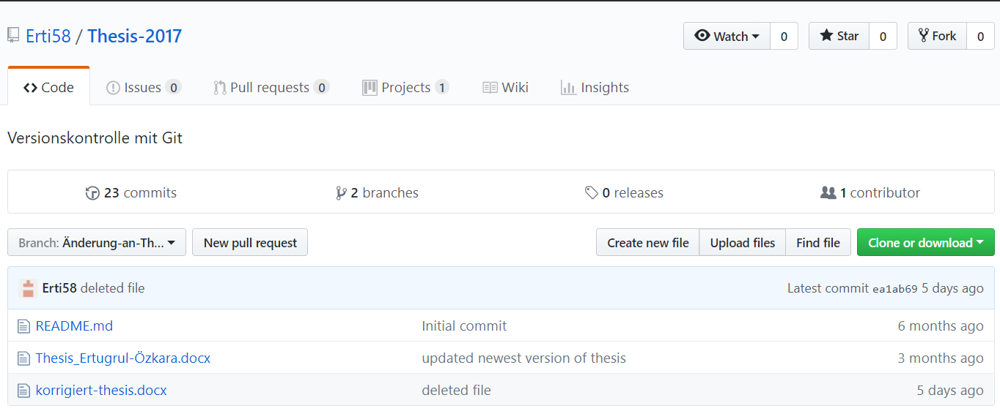 Erti58 / Thesis-2017 Watch 0 Star 0 Fork 0
Code Issues 0 Pull requests 0 Projects 1 Wiki Insights
Versionskontrolle mit Git
23 commits 2 branches 0 releases 1 contributor
Branch: Änderung-an-Th... New pull request Create new file Upload files Find file Clone or download
Erti58 deleted file Latest commit ea1ab69 5 days ago
README.md Initial commit 6 months ago
Thesis_Ertugrul-Özkara.docx updated newest version of thesis 3 months ago
korrigiert-thesis.docx deleted file 5 days ago